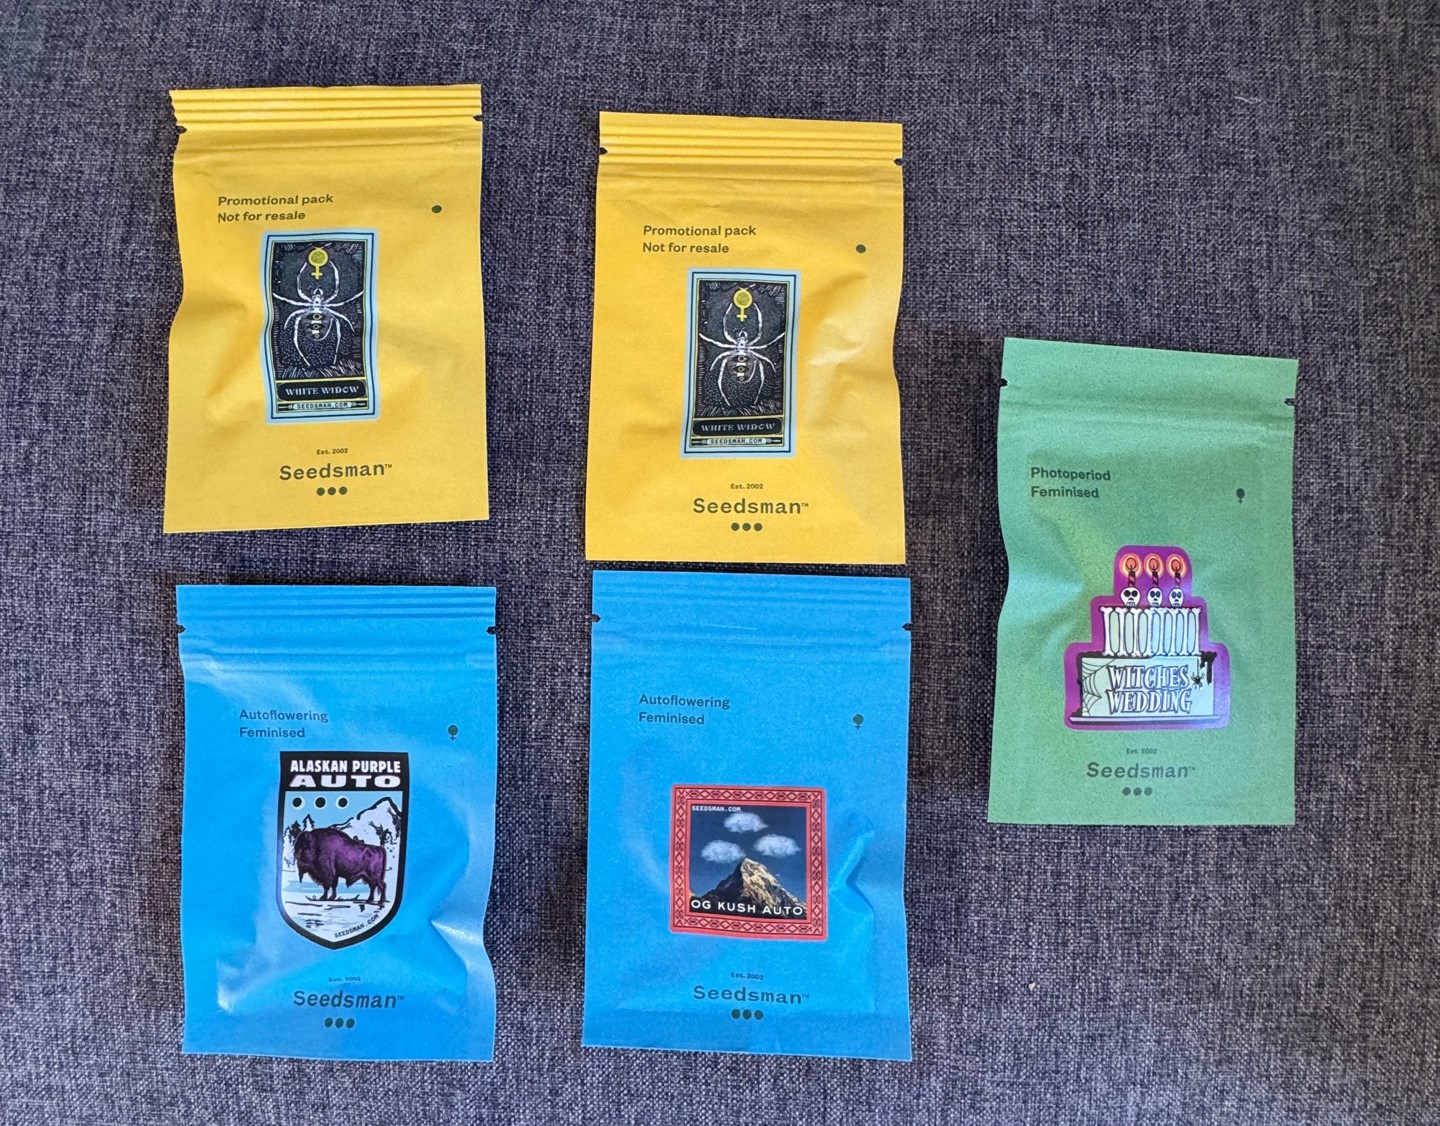 Promotional pack
Not for resale
WHITE WIDOW
SEEDSMAN.COM
Est. 2002
Seedsman™
Promotional pack
Not for resale
WHITE WIDOW
SEEDSMAN.COM
Est. 2002
Seedsman™
Photoperiod
Feminised
WITCHES
WEDDING
Est. 2002
Seedsman™
Autoflowering
Feminised
ALASKAN PURPLE
AUTO
SEEDSMAN.COM
Est. 2002
Seedsman™
Autoflowering
Feminised
SEEDSMAN.COM
OG KUSH AUTO
Est. 2002
Seedsman™